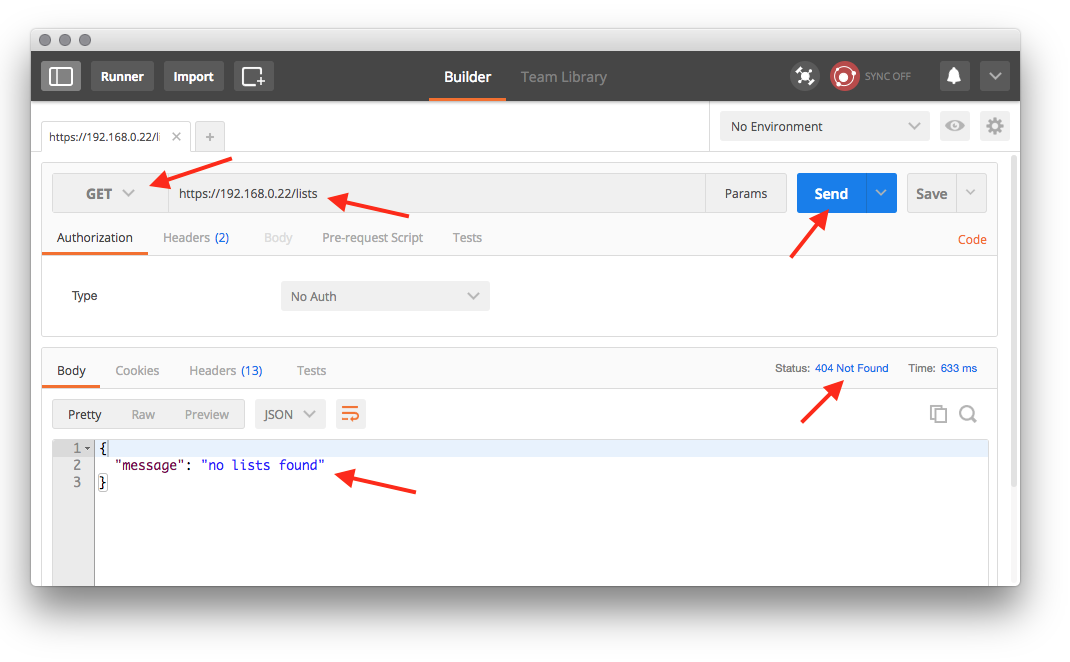 Runner Import Builder Team Library SYNC OFF
https://192.168.0.22/l No Environment
GET https://192.168.0.22/lists Params Send Save
Authorization Headers (2) Body Pre-request Script Tests Code
Type No Auth
Body Cookies Headers (13) Tests Status: 404 Not Found Time: 633 ms
Pretty Raw Preview JSON
1 {
2 "message": "no lists found"
3 }